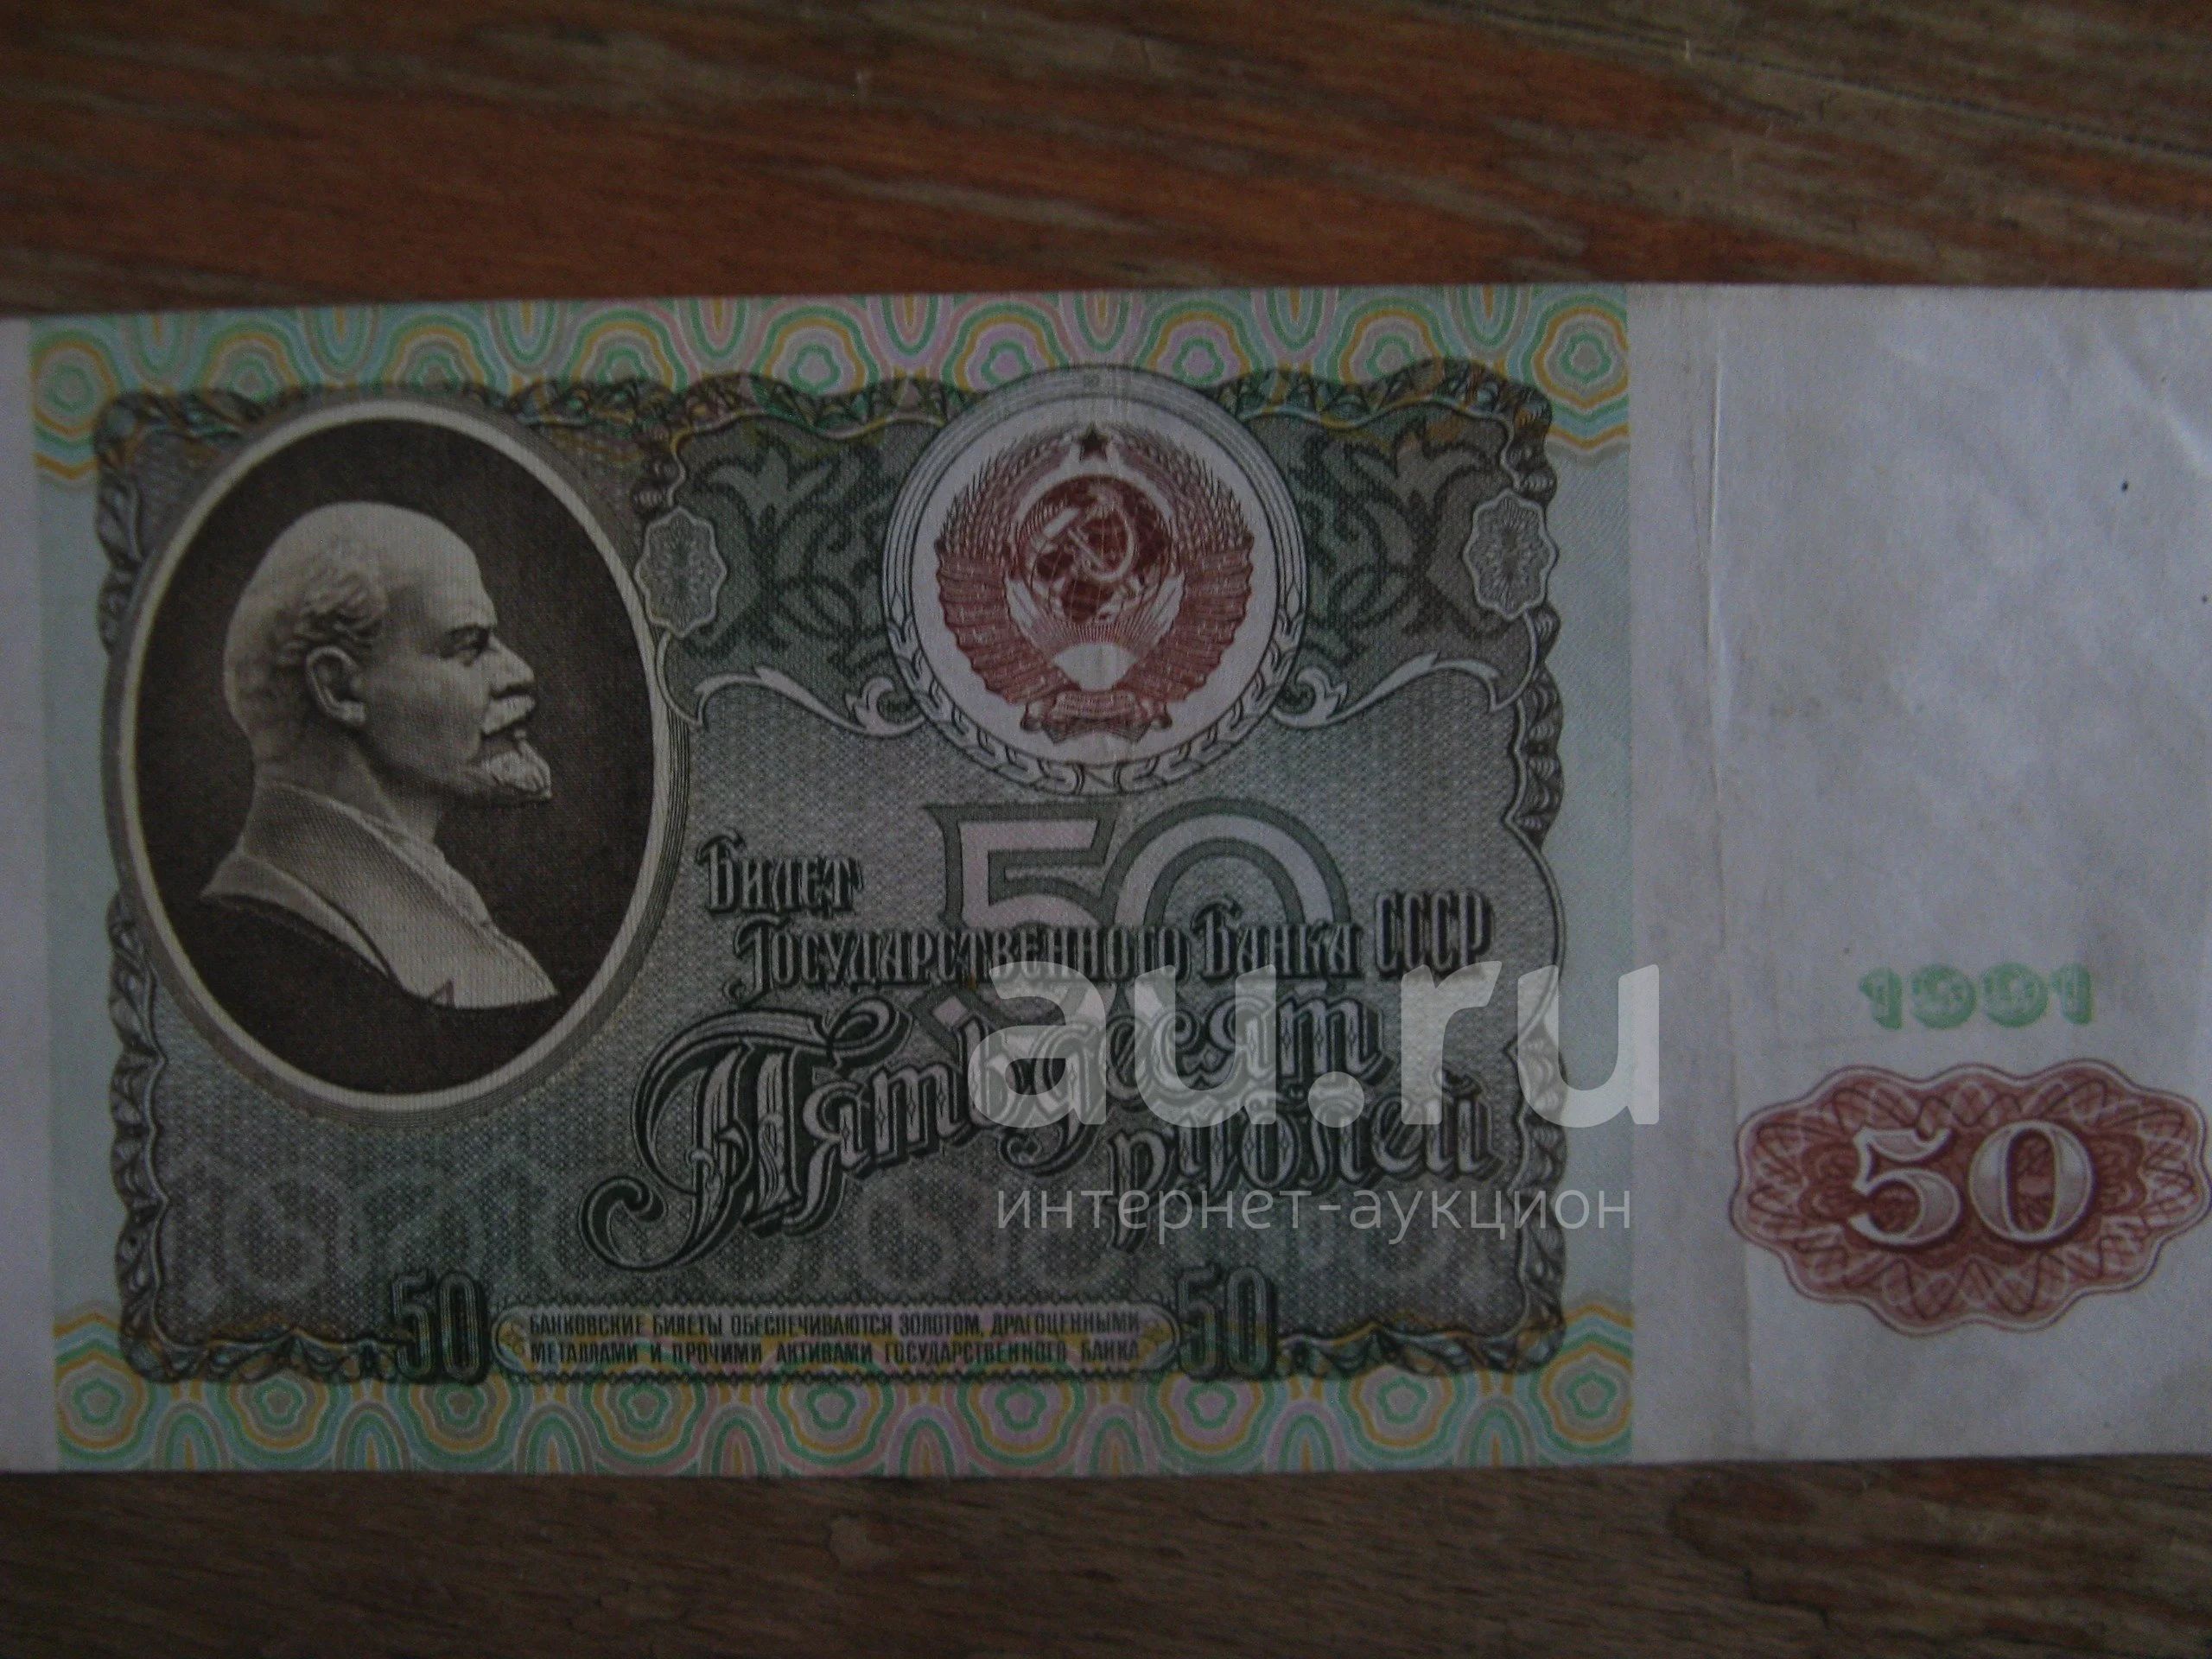 Билет
Государственного Банка СССР
50
Пятьдесят
рублей
1991
50
50
БАНКОВСКИЕ БИЛЕТЫ ОБЕСПЕЧИВАЮТСЯ ЗОЛОТОМ, ДРАГОЦЕННЫМИ
МЕТАЛЛАМИ И ПРОЧИМИ АКТИВАМИ ГОСУДАРСТВЕННОГО БАНКА
50
au.ru
интернет-аукцион